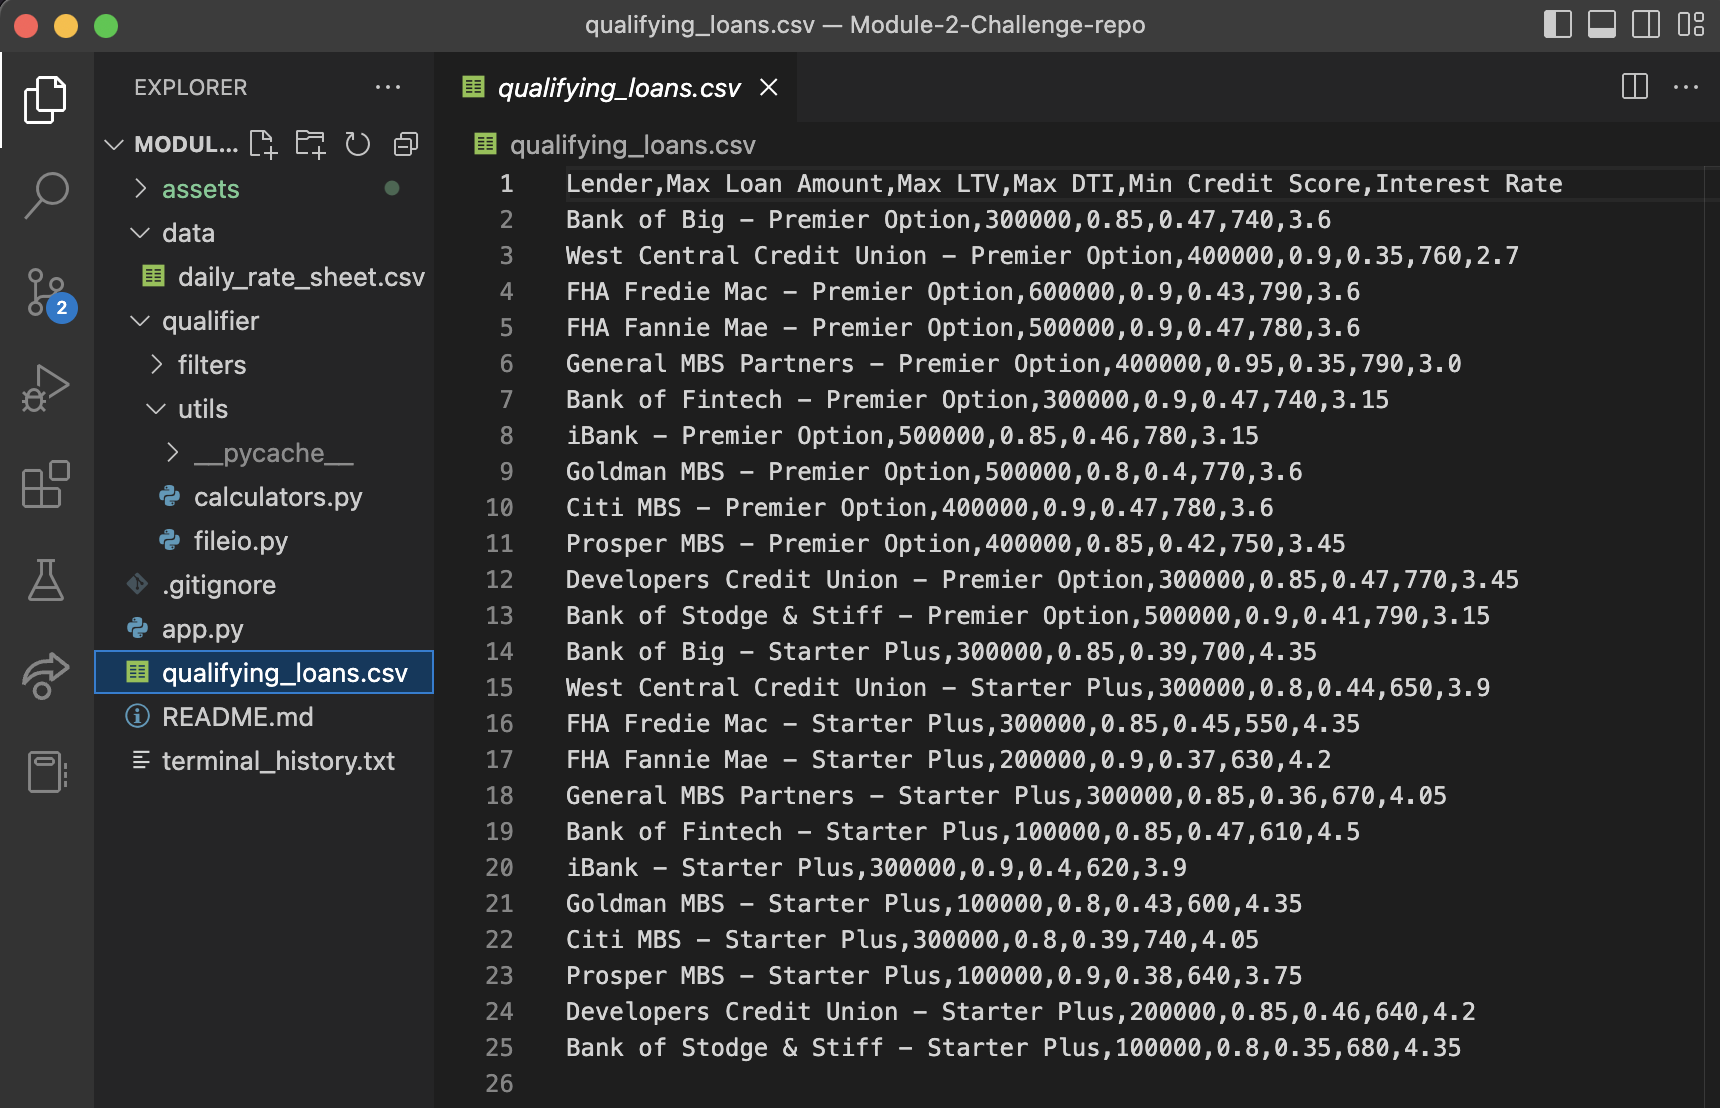 qualifying_loans.csv — Module-2-Challenge-repo
EXPLORER
MODUL...
assets
data
daily_rate_sheet.csv
qualifier
filters
utils
__pycache__
calculators.py
fileio.py
.gitignore
app.py
qualifying_loans.csv
README.md
terminal_history.txt
2
qualifying_loans.csv
qualifying_loans.csv
1 Lender,Max Loan Amount,Max LTV,Max DTI,Min Credit Score,Interest Rate
2 Bank of Big - Premier Option,300000,0.85,0.47,740,3.6
3 West Central Credit Union - Premier Option,400000,0.9,0.35,760,2.7
4 FHA Fredie Mac - Premier Option,600000,0.9,0.43,790,3.6
5 FHA Fannie Mae - Premier Option,500000,0.9,0.47,780,3.6
6 General MBS Partners - Premier Option,400000,0.95,0.35,790,3.0
7 Bank of Fintech - Premier Option,300000,0.9,0.47,740,3.15
8 iBank - Premier Option,500000,0.85,0.46,780,3.15
9 Goldman MBS - Premier Option,500000,0.8,0.4,770,3.6
10 Citi MBS - Premier Option,400000,0.9,0.47,780,3.6
11 Prosper MBS - Premier Option,400000,0.85,0.42,750,3.45
12 Developers Credit Union - Premier Option,300000,0.85,0.47,770,3.45
13 Bank of Stodge & Stiff - Premier Option,500000,0.9,0.41,790,3.15
14 Bank of Big - Starter Plus,300000,0.85,0.39,700,4.35
15 West Central Credit Union - Starter Plus,300000,0.8,0.44,650,3.9
16 FHA Fredie Mac - Starter Plus,300000,0.85,0.45,550,4.35
17 FHA Fannie Mae - Starter Plus,200000,0.9,0.37,630,4.2
18 General MBS Partners - Starter Plus,300000,0.85,0.36,670,4.05
19 Bank of Fintech - Starter Plus,100000,0.85,0.47,610,4.5
20 iBank - Starter Plus,300000,0.9,0.4,620,3.9
21 Goldman MBS - Starter Plus,100000,0.8,0.43,600,4.35
22 Citi MBS - Starter Plus,300000,0.8,0.39,740,4.05
23 Prosper MBS - Starter Plus,100000,0.9,0.38,640,3.75
24 Developers Credit Union - Starter Plus,200000,0.85,0.46,640,4.2
25 Bank of Stodge & Stiff - Starter Plus,100000,0.8,0.35,680,4.35
26